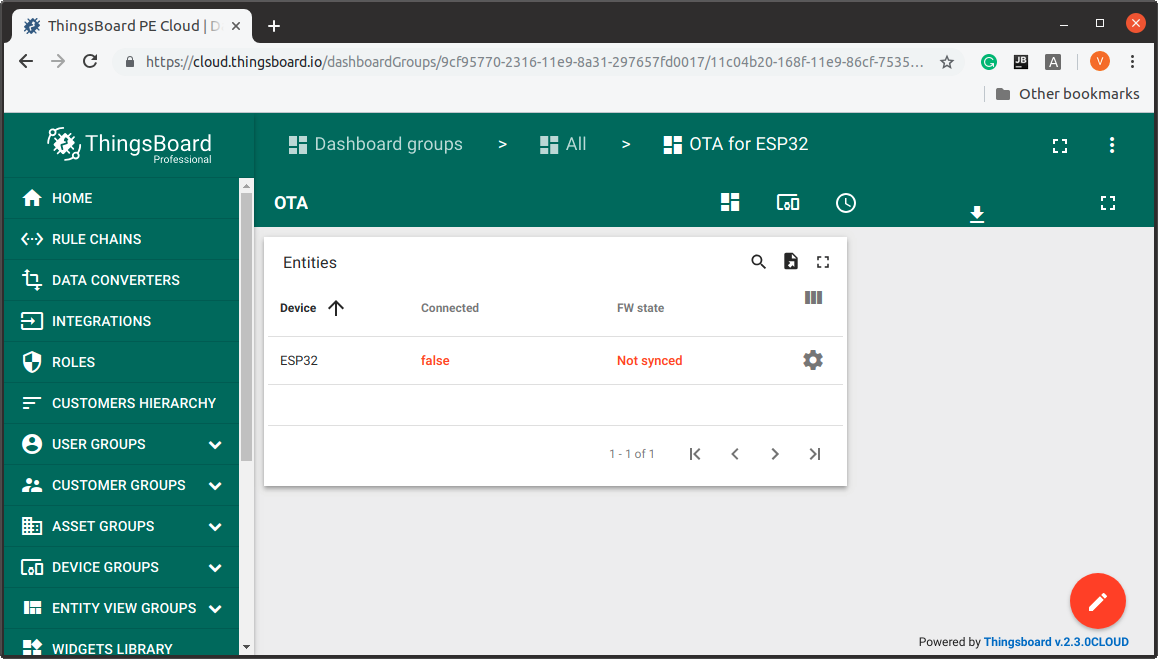 ThingsBoard PE Cloud | D
https://cloud.thingsboard.io/dashboardGroups/9cf95770-2316-11e9-8a31-297657fd0017/11c04b20-168f-11e9-86cf-7535...
JB
A
V
Other bookmarks
ThingsBoard
Professional
Dashboard groups > All > OTA for ESP32
HOME
RULE CHAINS
DATA CONVERTERS
INTEGRATIONS
ROLES
CUSTOMERS HIERARCHY
USER GROUPS
CUSTOMER GROUPS
ASSET GROUPS
DEVICE GROUPS
ENTITY VIEW GROUPS
WIDGETS LIBRARY
OTA
Entities
Device Connected FW state
ESP32 false Not synced
1 - 1 of 1
Powered by Thingsboard v.2.3.0CLOUD